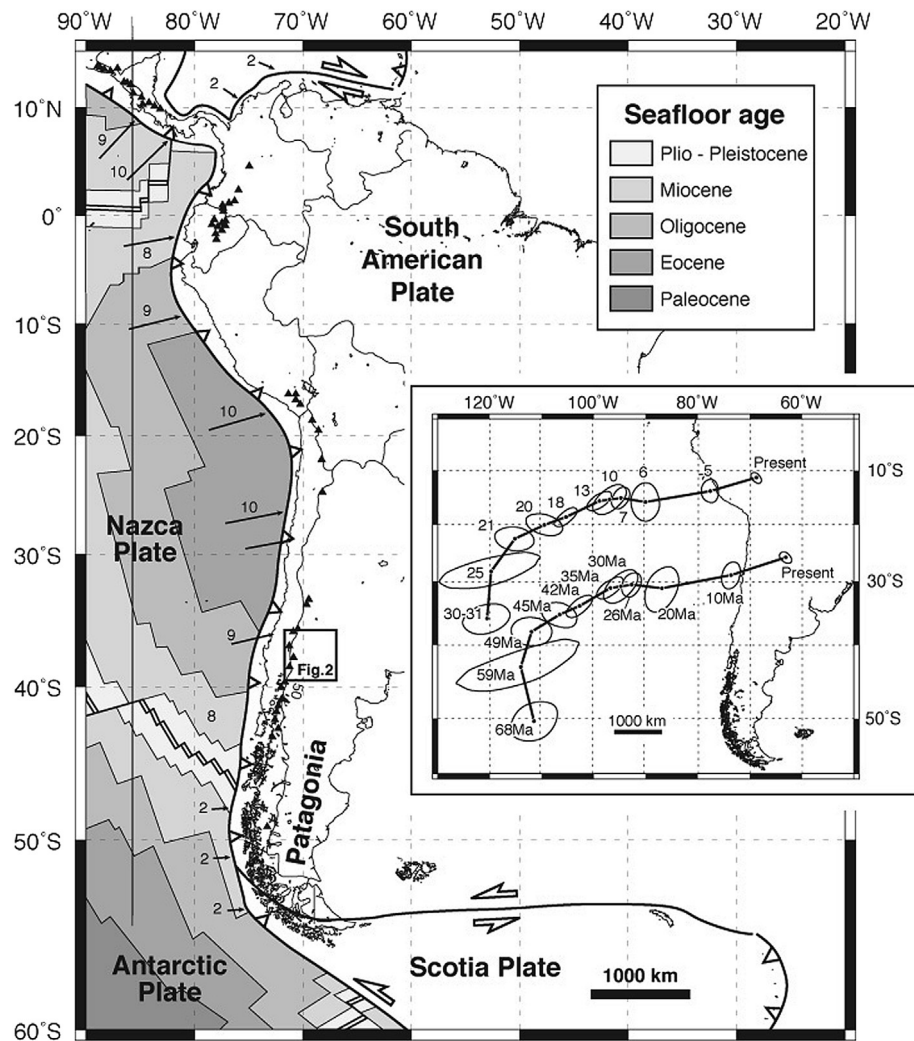 90°W 80°W 70°W 60°W 50°W 40°W 30°W 20°W
2
2
10°N
9
10
Seafloor age
Plio - Pleistocene
Miocene
Oligocene
Eocene
Paleocene
0°
8
South
American
Plate
9
10°S
10
20°S
10
Nazca
Plate
30°S
9
Fig.2
50
40°S
8
2
Patagonia
50°S
2
2
Antarctic
Plate
Scotia Plate
1000 km
60°S
120°W 100°W 80°W 60°W
10°S
30°S
50°S
Present
5
6
7
10
13
18
20
21
25
30-31
Present
10Ma
20Ma
26Ma
30Ma
35Ma
42Ma
45Ma
49Ma
59Ma
68Ma
1000 km